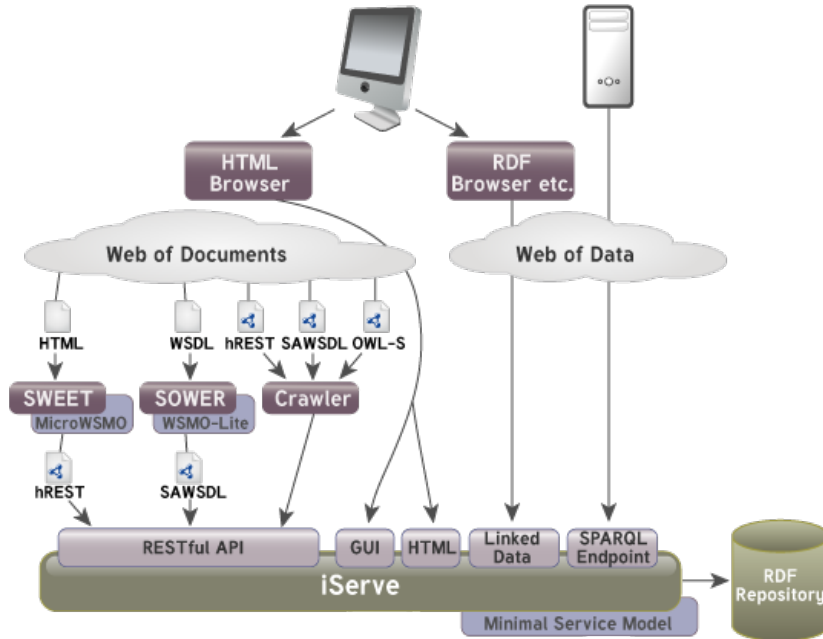 HTML
Browser
RDF
Browser etc.
Web of Documents
Web of Data
HTML
WSDL
hREST
SAWSDL
OWL-S
SWEET
MicroWSMO
SOWER
WSMO-Lite
Crawler
hREST
SAWSDL
RESTful API
GUI
HTML
Linked
Data
SPARQL
Endpoint
iServe
Minimal Service Model
RDF
Repository